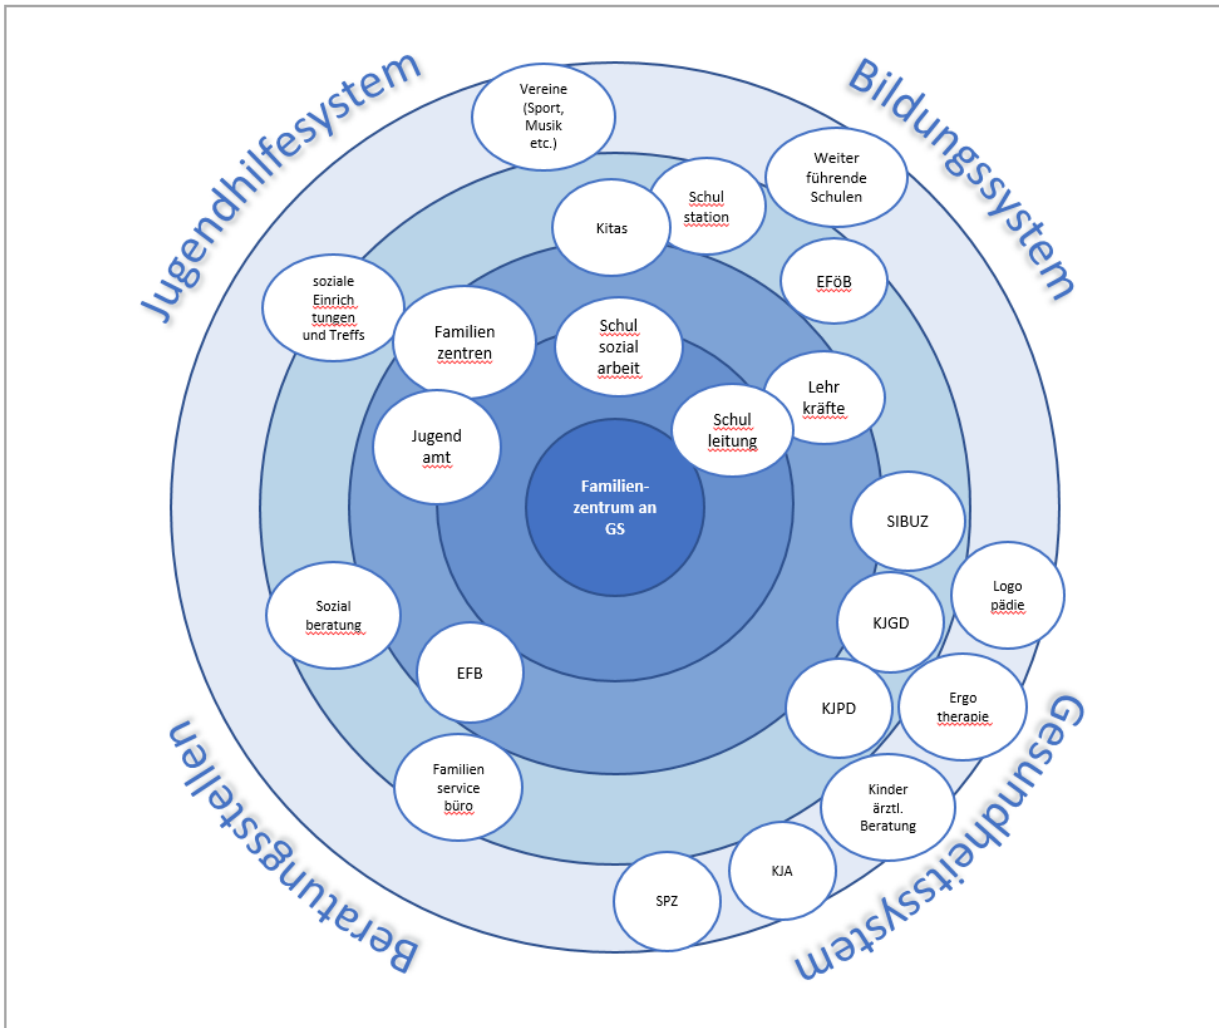 Jugendhilfesystem
Bildungssystem
Vereine
(Sport,
Musik
etc.)
Weiter
führende
Schulen
Schul
station
Kitas
EFöB
soziale
Einrich
tungen
und Treffs
Familien
zentren
Schul
sozial
arbeit
Lehr
kräfte
Schul
leitung
Jugend
amt
Familien-
zentrum an
GS
SIBUZ
Logo
pädie
KJGD
Sozial
beratung
EFB
KJPD
Ergo
therapie
Familien
service
büro
Kinder
ärztl.
Beratung
KJA
SPZ
Beratungsstellen
Gesundheitssystem